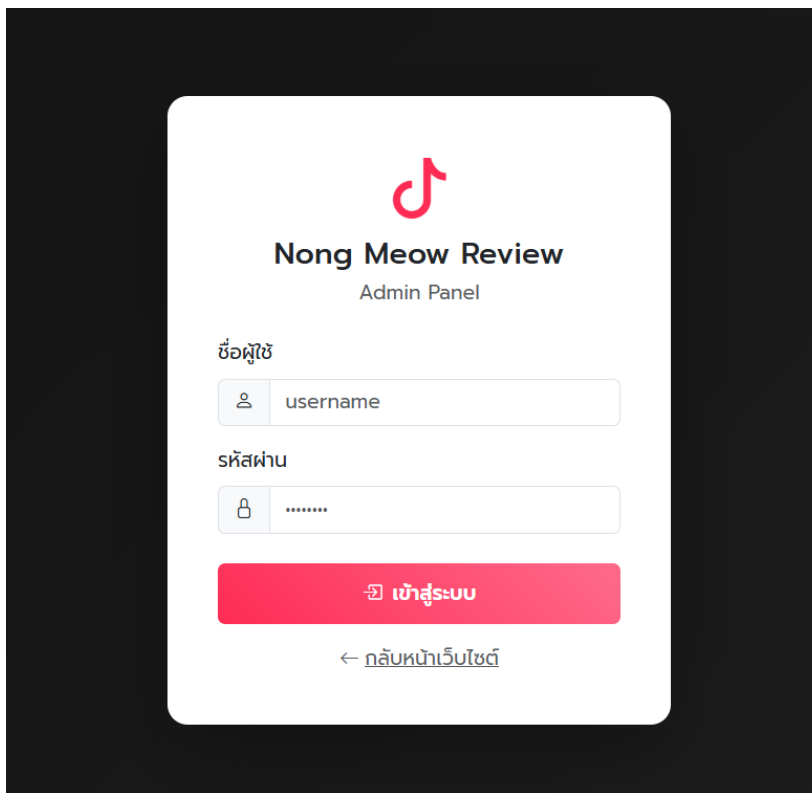 Nong Meow Review
Admin Panel
ชื่อผู้ใช้
username
รหัสผ่าน
••••••••
เข้าสู่ระบบ
← กลับหน้าเว็บไซต์